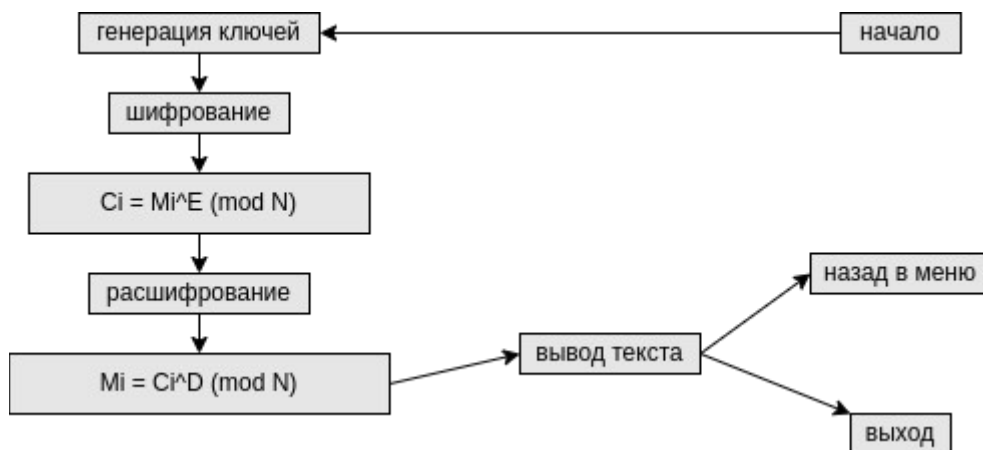 генерация ключей
начало
шифрование
Ci = Mi^E (mod N)
расшифрование
Mi = Ci^D (mod N)
вывод текста
назад в меню
выход